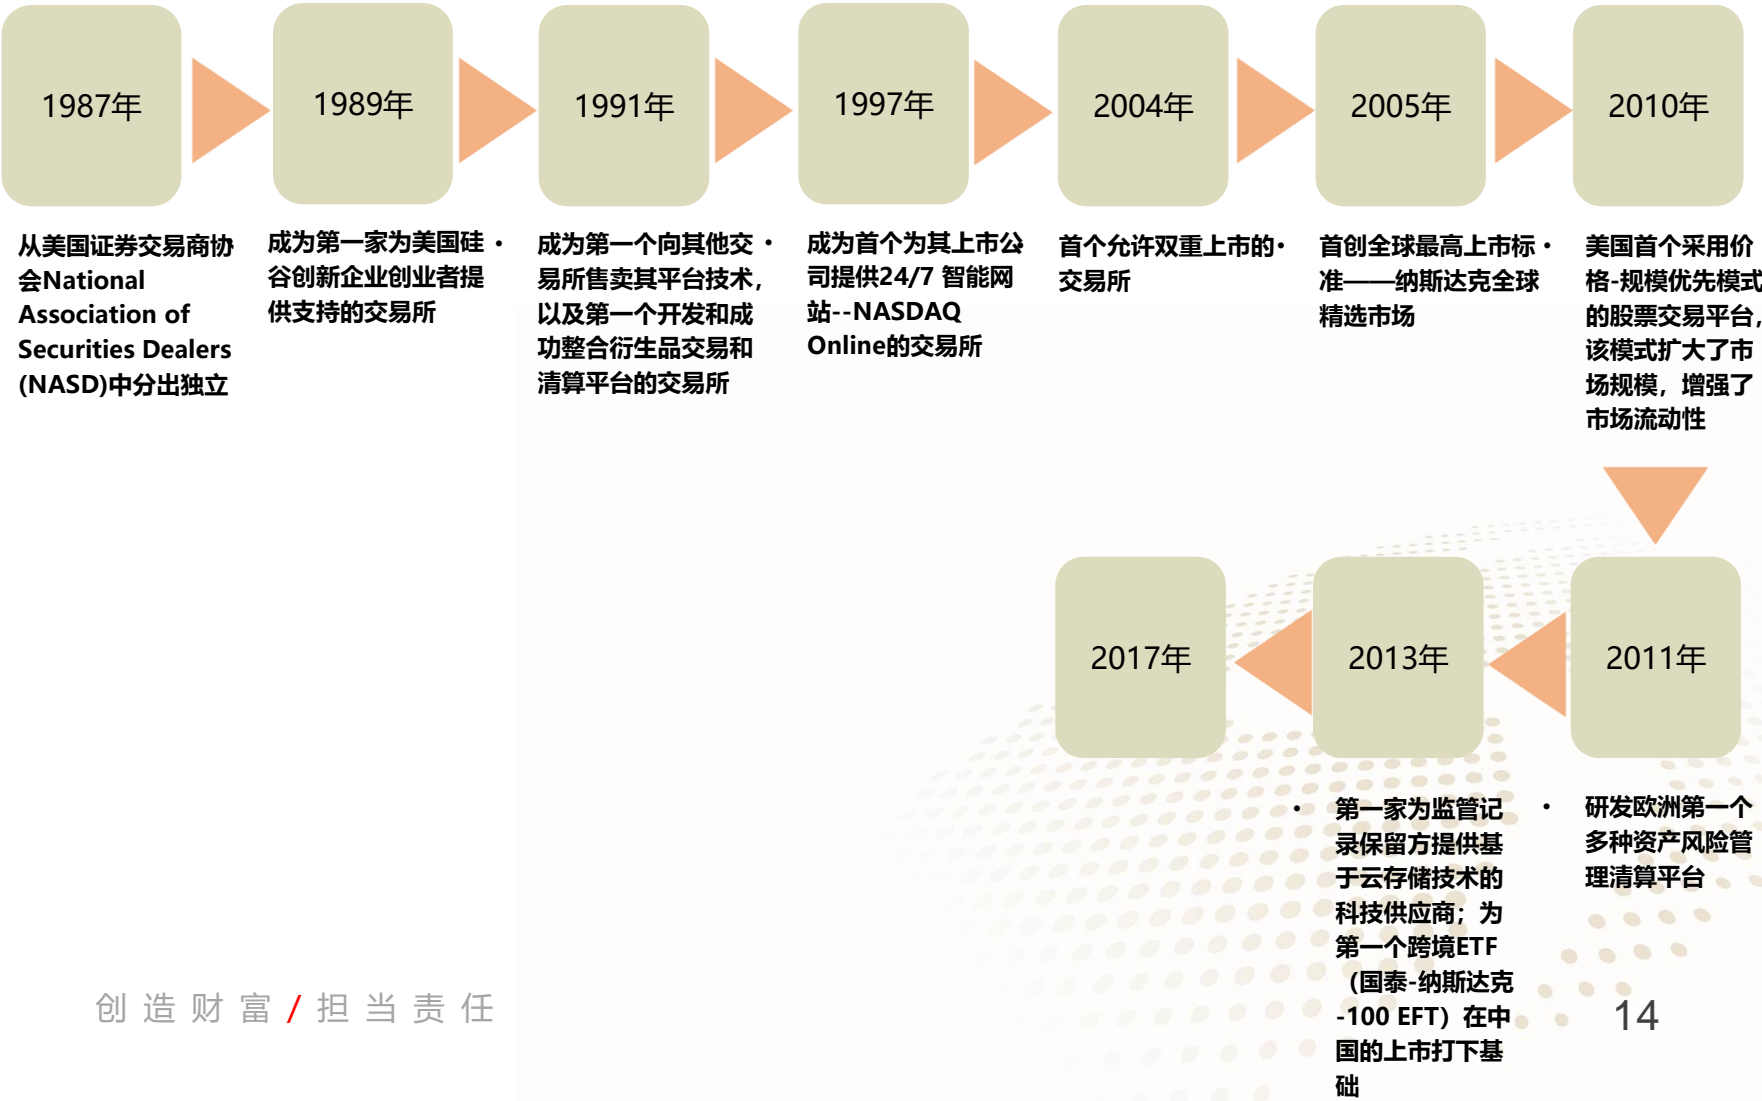 1987年
1989年
1991年
1997年
2004年
2005年
2010年
从美国证券交易商协
会National
Association of
Securities Dealers
(NASD)中分出独立
成为第一家为美国硅
谷创新企业创业者提
供支持的交易所
• 成为第一个向其他交
易所售卖其平台技术，
以及第一个开发和成
功整合衍生品交易和
清算平台的交易所
• 成为首个为其上市公
司提供24/7 智能网
站--NASDAQ
Online的交易所
• 首个允许双重上市的
交易所
• 首创全球最高上市标
准——纳斯达克全球
精选市场
• 美国首个采用价
格-规模优先模式
的股票交易平台，
该模式扩大了市
场规模，增强了
市场流动性
2017年
2013年
2011年
• 第一家为监管记
录保留方提供基
于云存储技术的
科技供应商；为
第一个跨境ETF
（国泰-纳斯达克
-100 EFT）在中
国的上市打下基
础
• 研发欧洲第一个
多种资产风险管
理清算平台
创造财富/担当责任
14